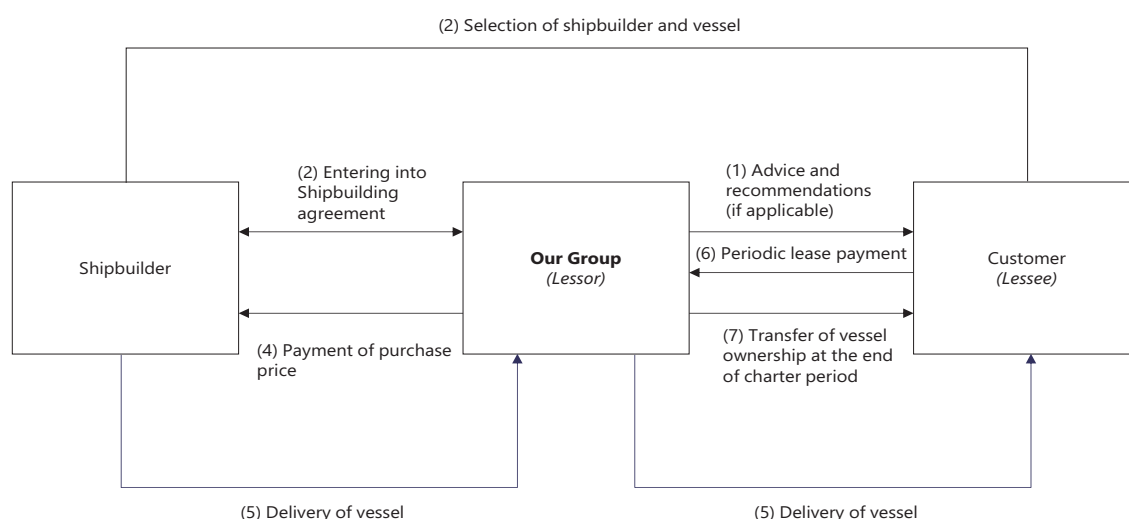 (2) Selection of shipbuilder and vessel
(2) Entering into
Shipbuilding
agreement
(1) Advice and
recommendations
(if applicable)
Shipbuilder
Our Group
(Lessor)
(6) Periodic lease payment
Customer
(Lessee)
(4) Payment of purchase
price
(7) Transfer of vessel
ownership at the end
of charter period
(5) Delivery of vessel
(5) Delivery of vessel